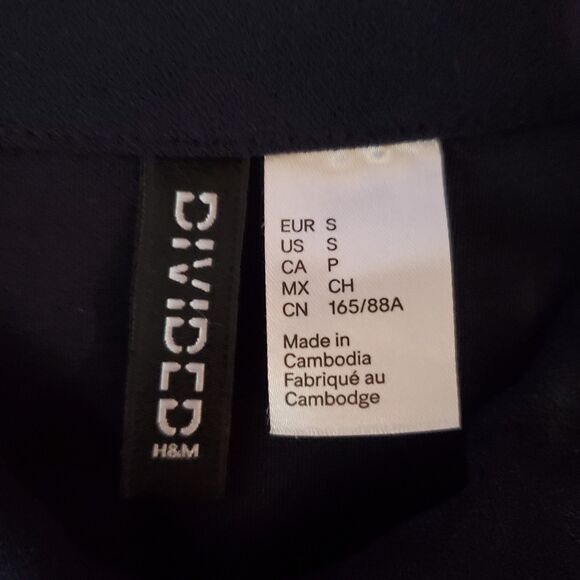 DIVIDED
H&M
EUR S
US S
CA P
MX CH
CN 165/88A
Made in
Cambodia
Fabriqué au
Cambodge